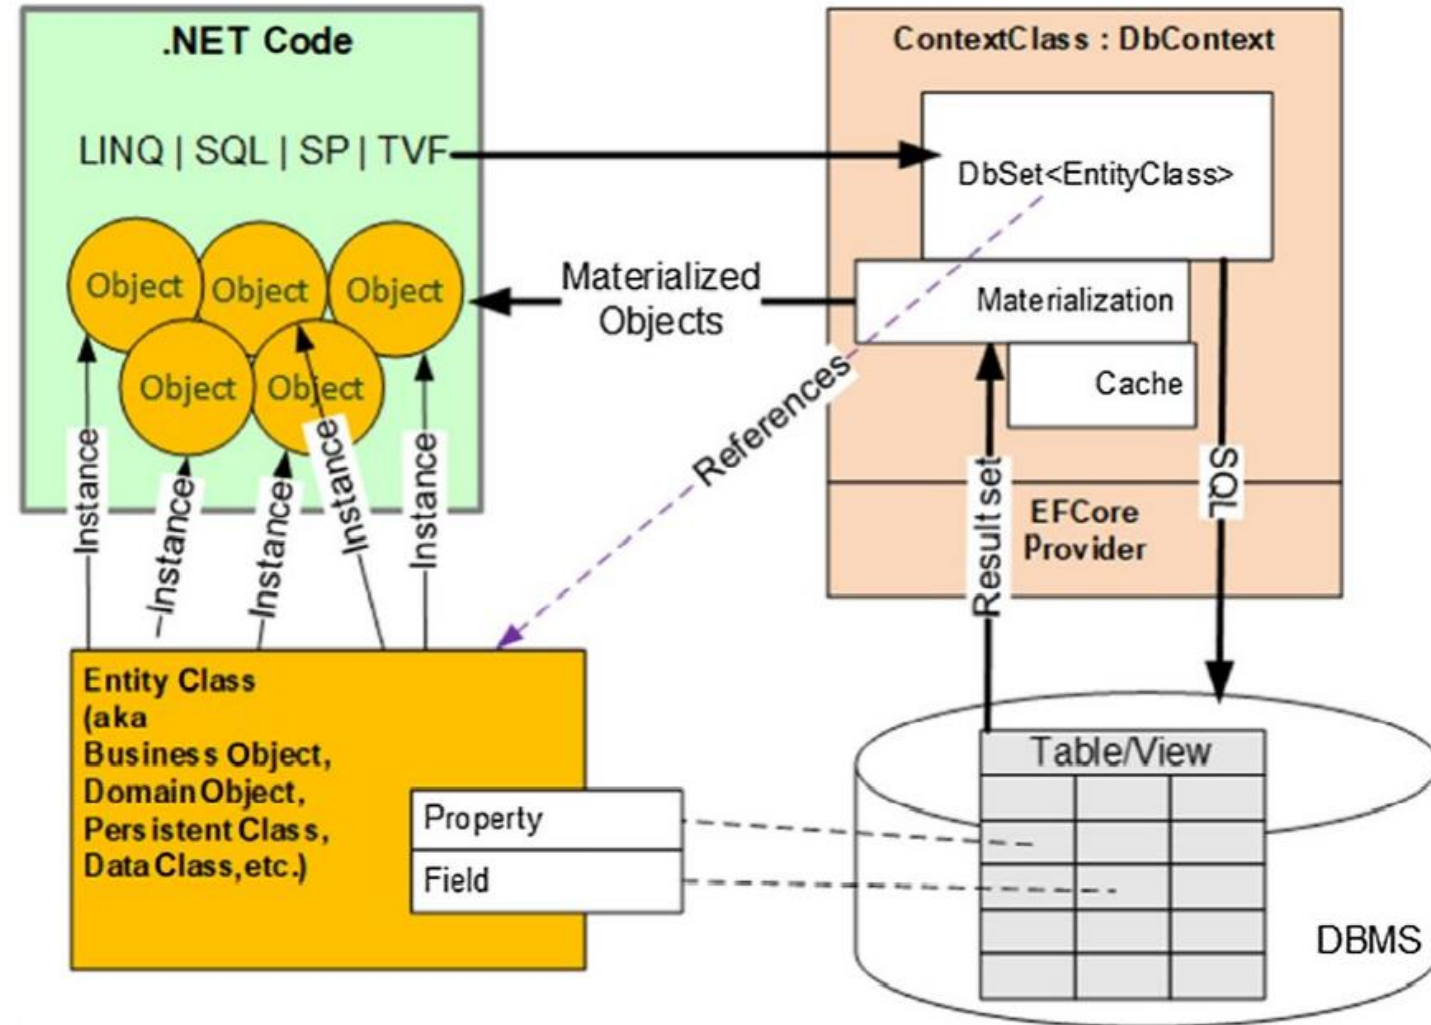 .NET Code
LINQ | SQL | SP | TVF
Object
Object
Object
Object
Object
Instance
Instance
Instance
Instance
Instance
Materialized
Objects
References
ContextClass : DbContext
DbSet<EntityClass>
Materialization
Cache
Result set
SQL
EFCore
Provider
Entity Class
(aka
Business Object,
Domain Object,
Persistent Class,
Data Class, etc.)
Property
Field
Table/View
DBMS